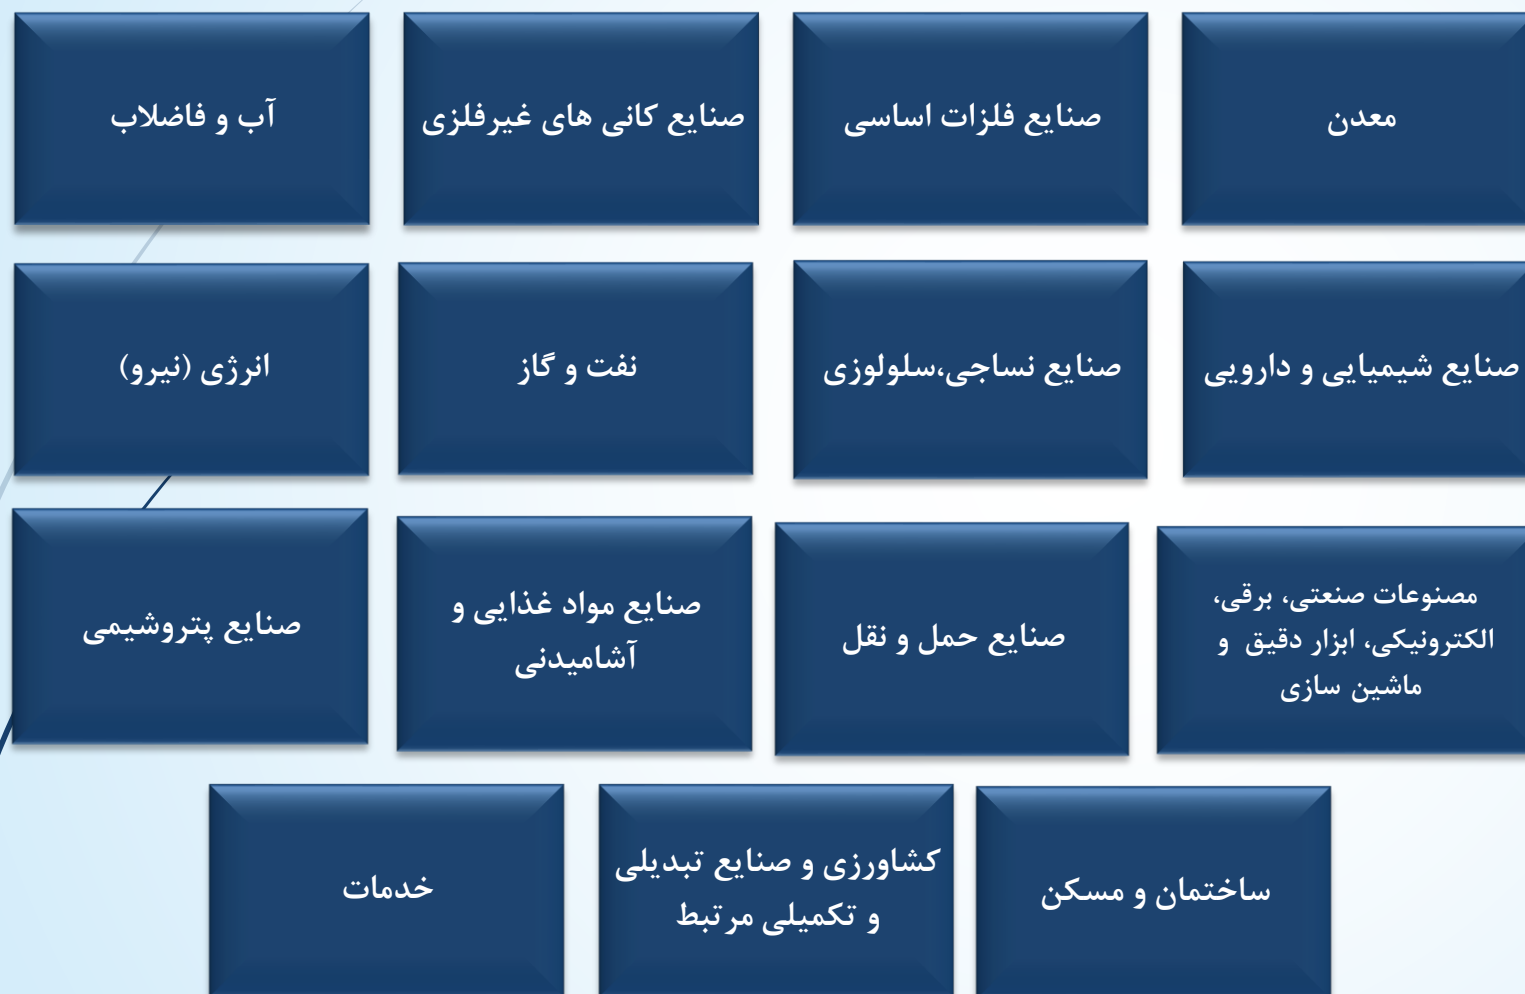 معدن
صنایع فلزات اساسی
صنایع کانی های غیرفلزی
آب و فاضلاب
صنایع شیمیایی و دارویی
صنایع نساجی،سلولوزی
نفت و گاز
انرژی (نیرو)
مصنوعات صنعتی، برقی،
الکترونیکی، ابزار دقیق و
ماشین سازی
صنایع حمل و نقل
صنایع مواد غذایی و
آشامیدنی
صنایع پتروشیمی
ساختمان و مسکن
کشاورزی و صنایع تبدیلی
و تکمیلی مرتبط
خدمات